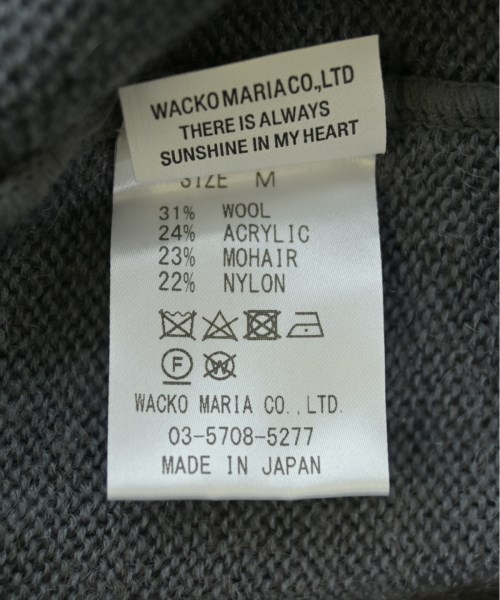 WACKO MARIA CO.,LTD
THERE IS ALWAYS
SUNSHINE IN MY HEART
SIZE M
31% WOOL
24% ACRYLIC
23% MOHAIR
22% NYLON
F W
WACKO MARIA CO.,LTD.
03-5708-5277
MADE IN JAPAN